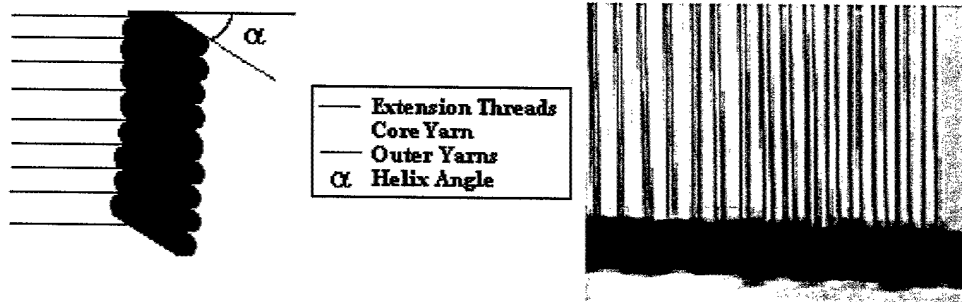 α
Extension Threads
Core Yarn
Outer Yarns
α Helix Angle